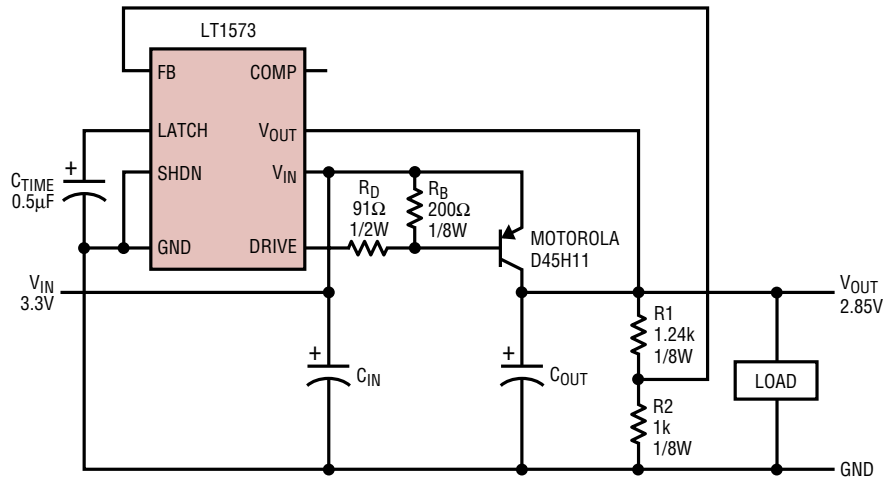 LT1573
FB
COMP
LATCH
VOUT
+
CTIME
0.5µF
SHDN
VIN
RD
91Ω
1/2W
RB
200Ω
1/8W
GND
DRIVE
MOTOROLA
D45H11
VIN
3.3V
VOUT
2.85V
R1
1.24k
1/8W
+
CIN
+
COUT
LOAD
R2
1k
1/8W
GND